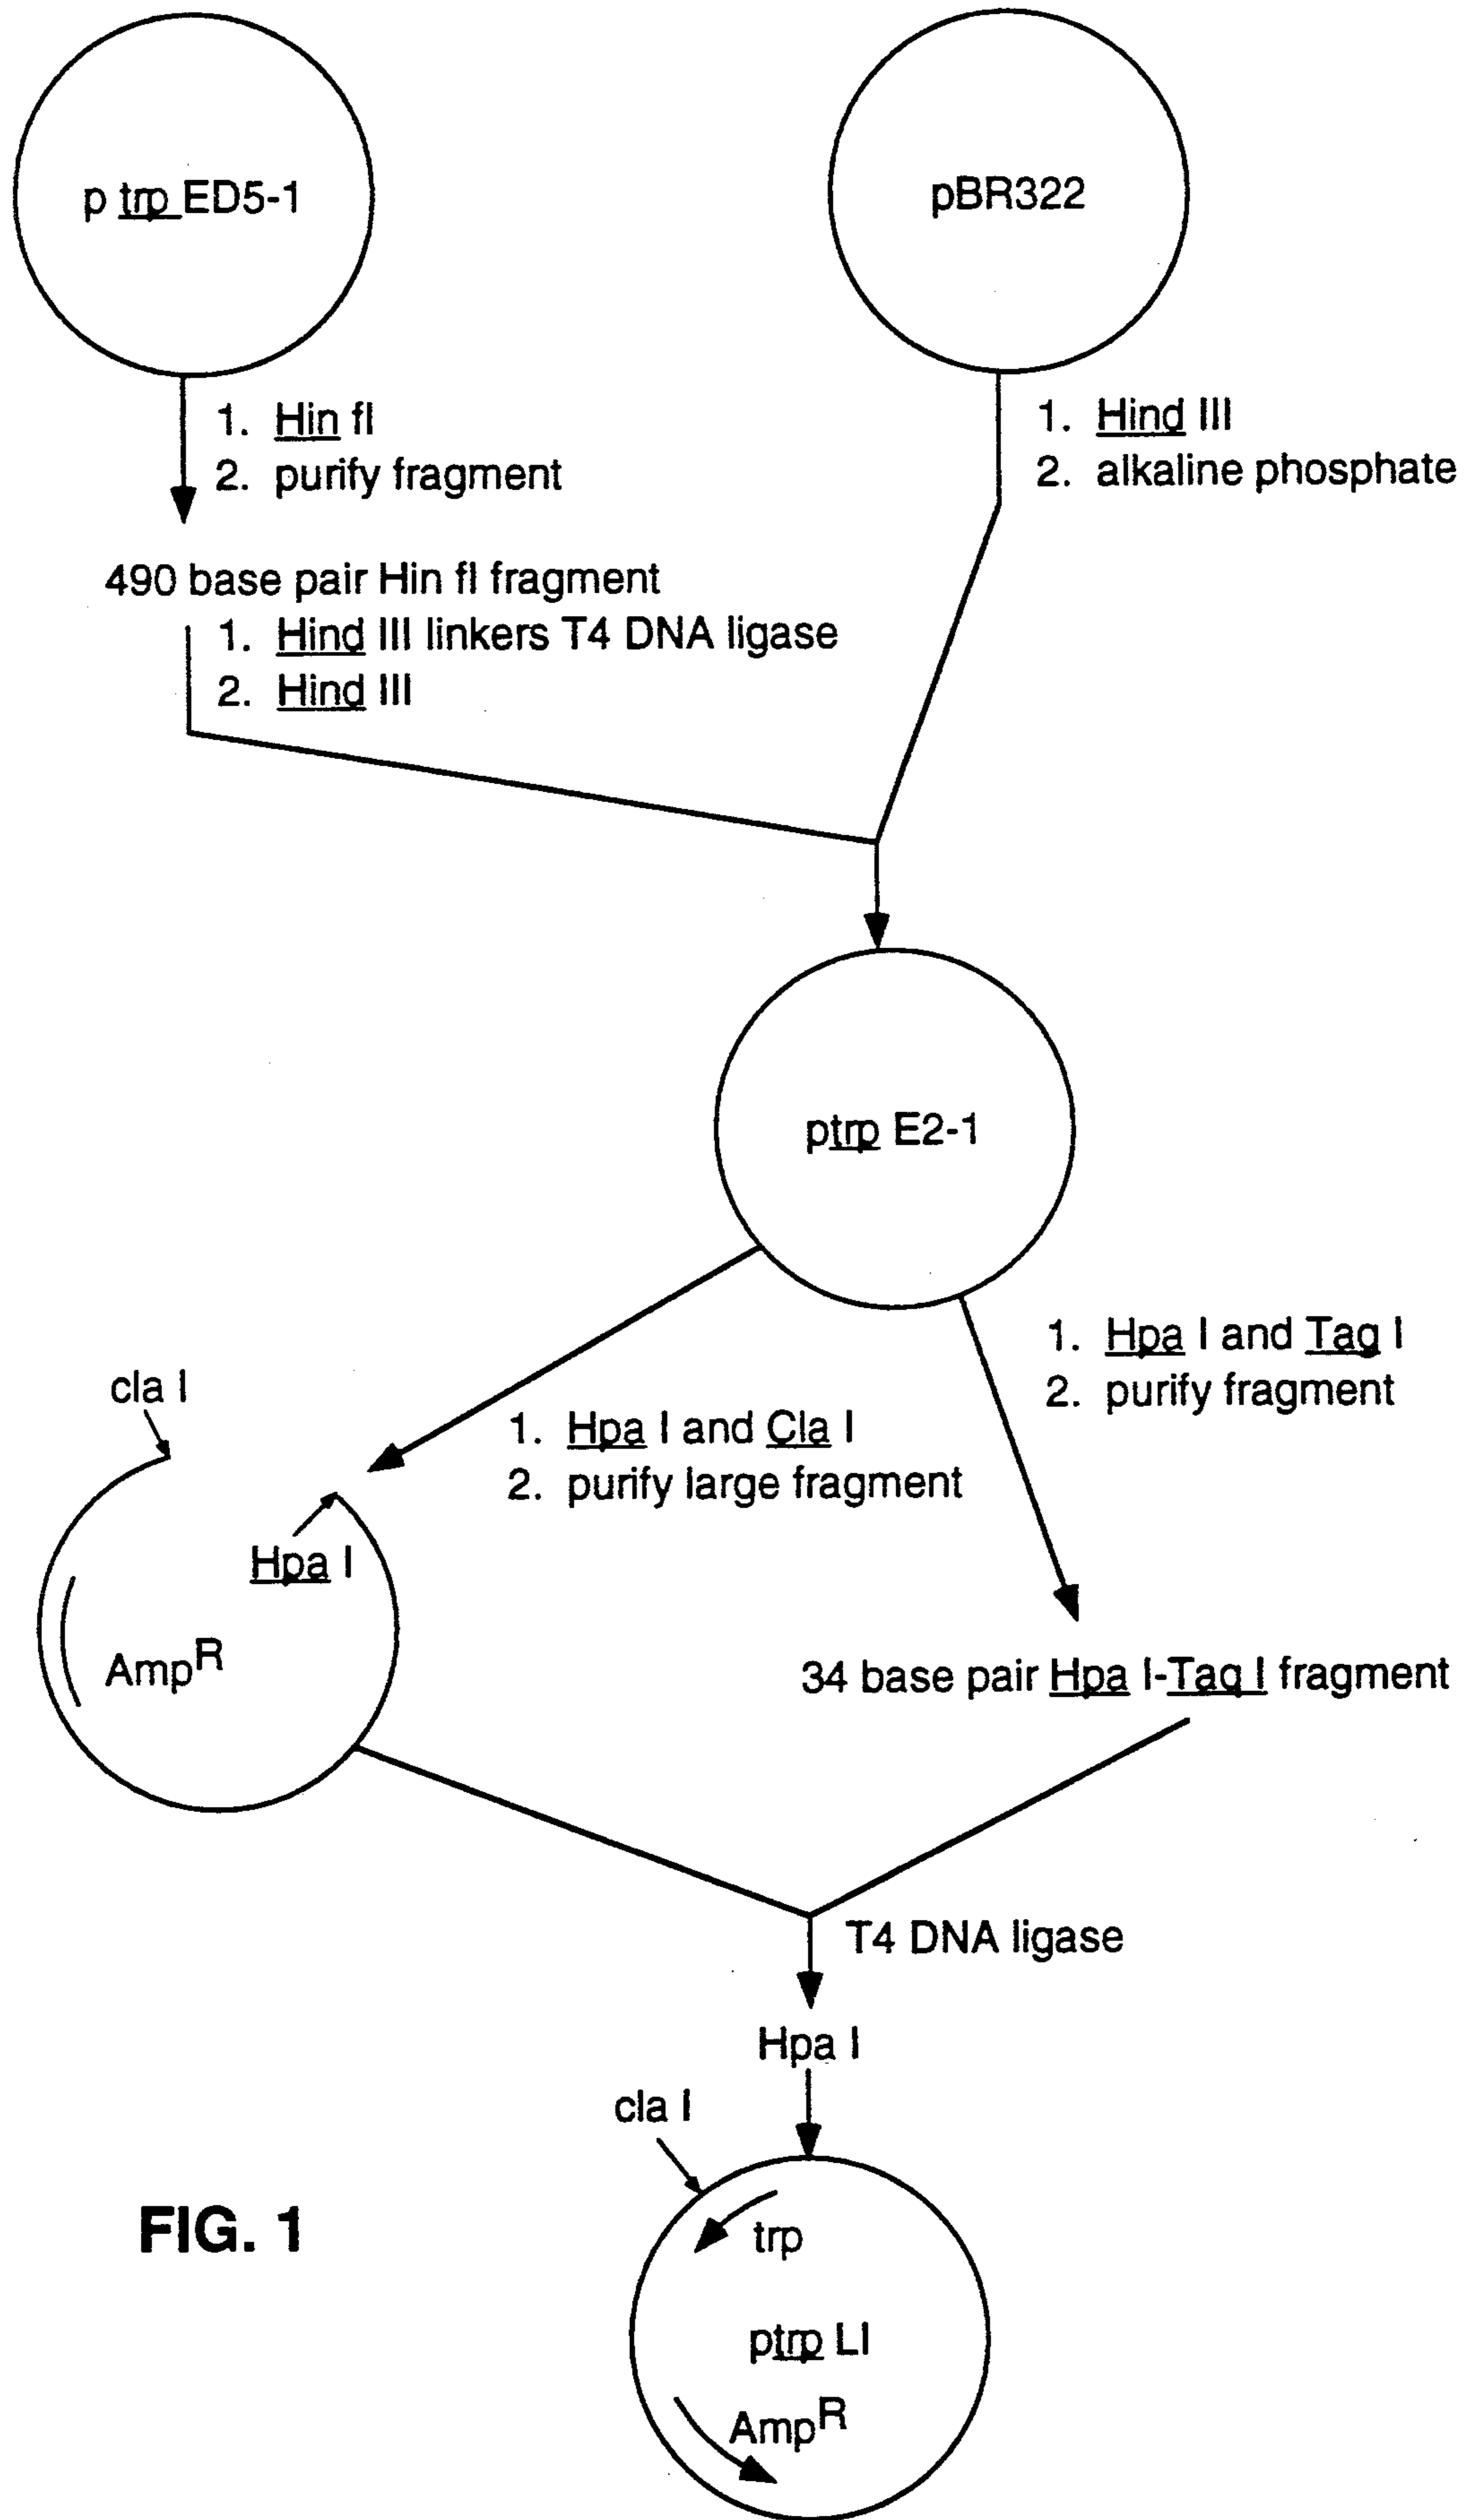 p trp ED5-1
pBR322
1. Hin fI
2. purify fragment
1. Hind III
2. alkaline phosphate
490 base pair Hin fI fragment
1. Hind III linkers T4 DNA ligase
2. Hind III
ptrp E2-1
1. Hpa I and Taq I
2. purify fragment
cla I
1. Hpa I and Cla I
2. purify large fragment
Hpa I
AmpR
34 base pair Hpa I-Taq I fragment
T4 DNA ligase
Hpa I
cla I
FIG. 1
trp
ptrp LI
AmpR